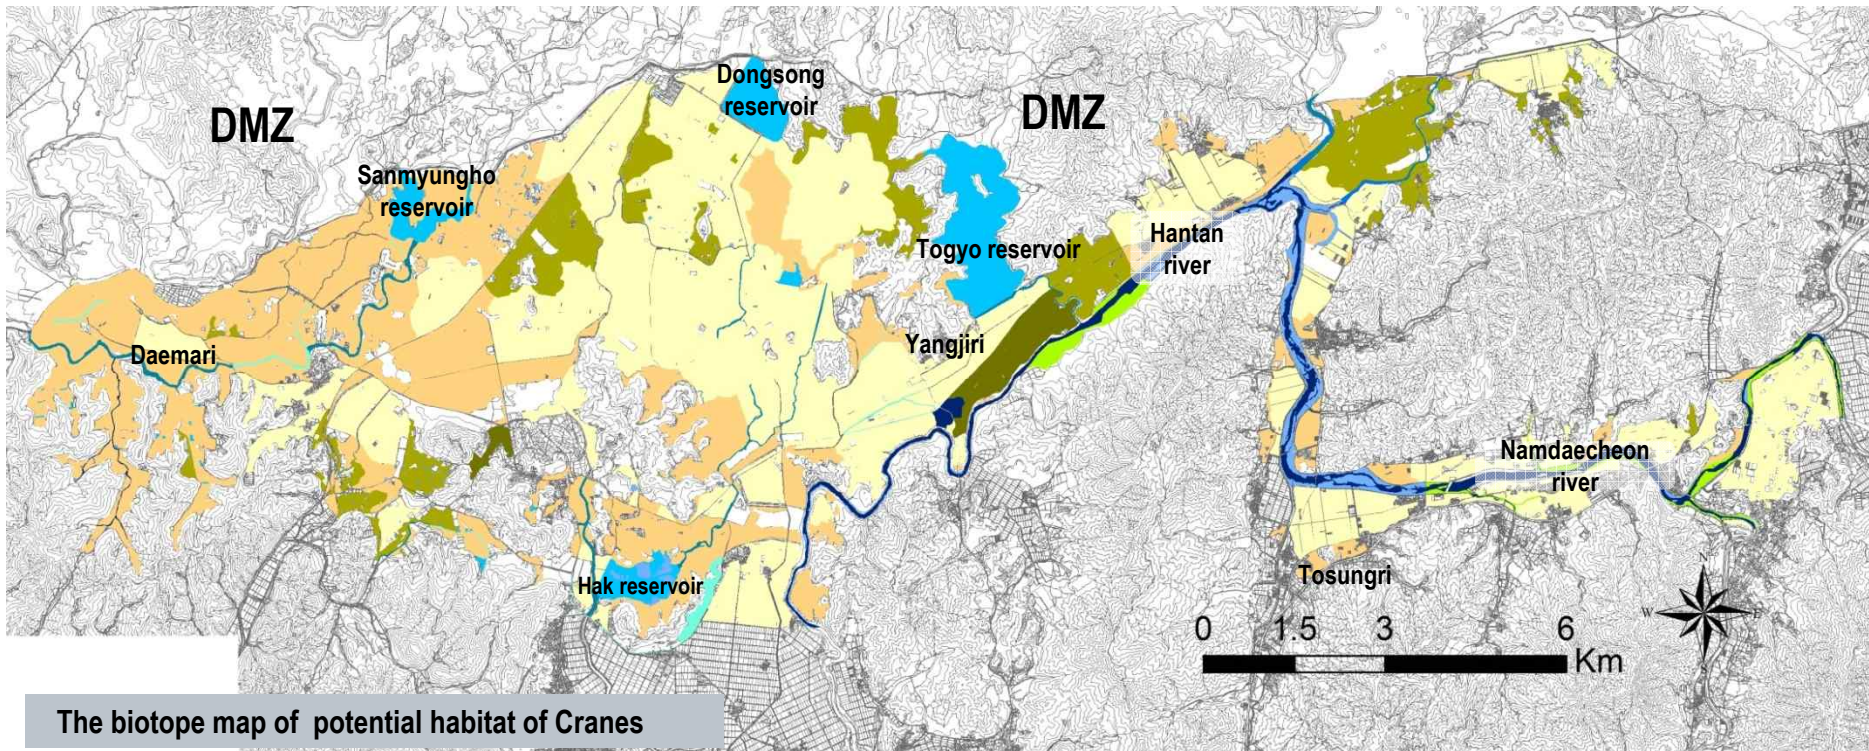 Dongsong
reservoir
DMZ
DMZ
Sanmyungho
reservoir
Togyo reservoir
Hantan
river
Yangjiri
Daemari
Namdaecheon
river
Hak reservoir
Tosungri
N
W
E
0 1.5 3 6
Km
The biotope map of potential habitat of Cranes